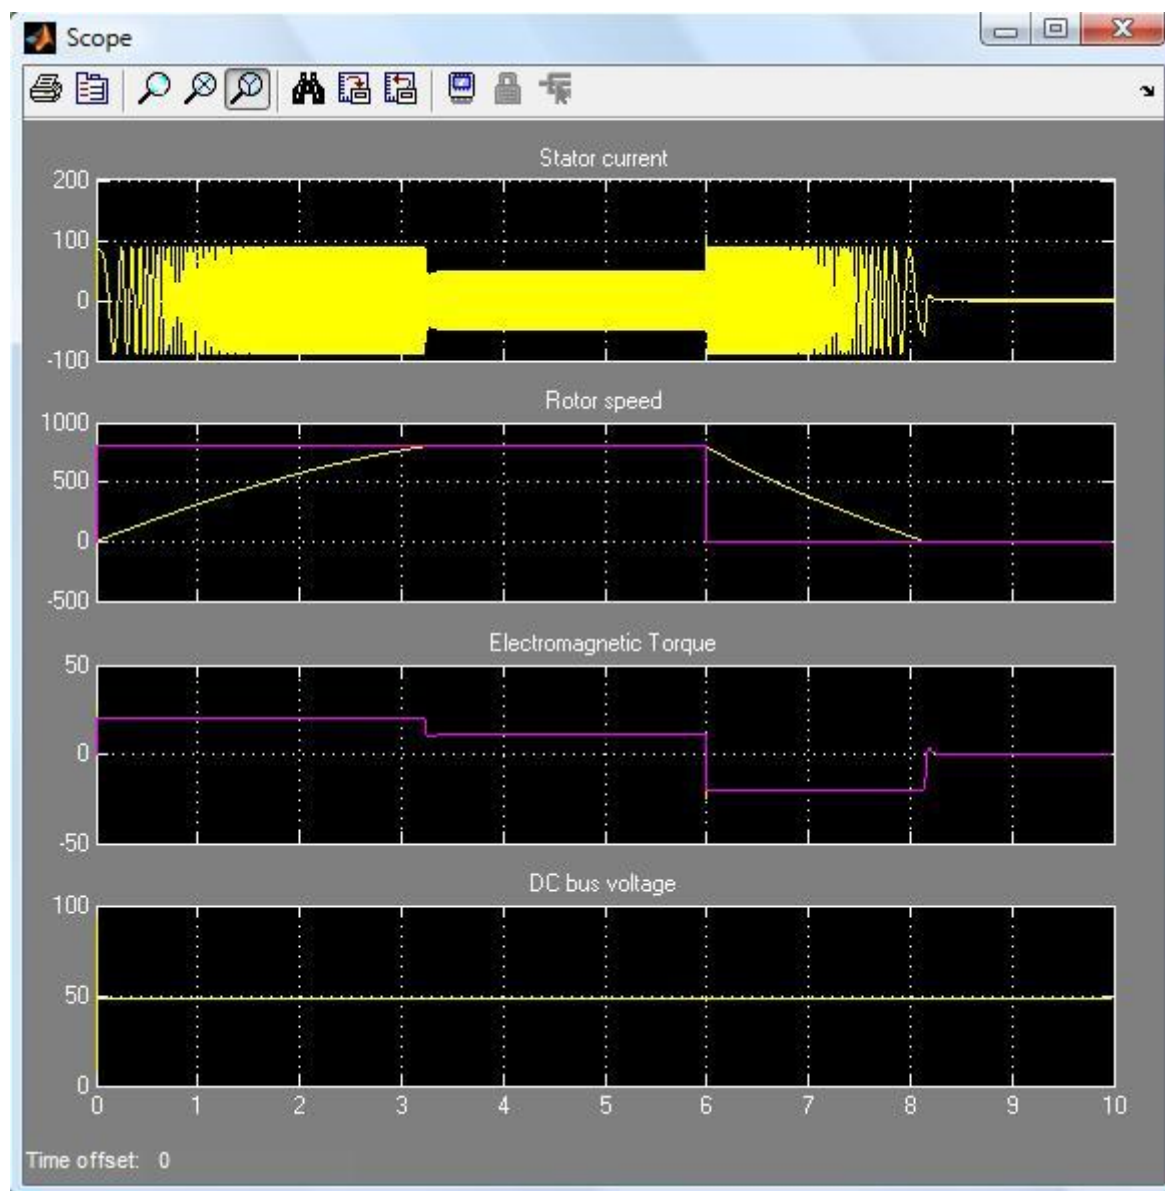 Scope
Stator current
200
100
0
-100
Rotor speed
1000
500
0
-500
Electromagnetic Torque
50
0
-50
DC bus voltage
100
50
0
0 1 2 3 4 5 6 7 8 9 10
Time offset: 0